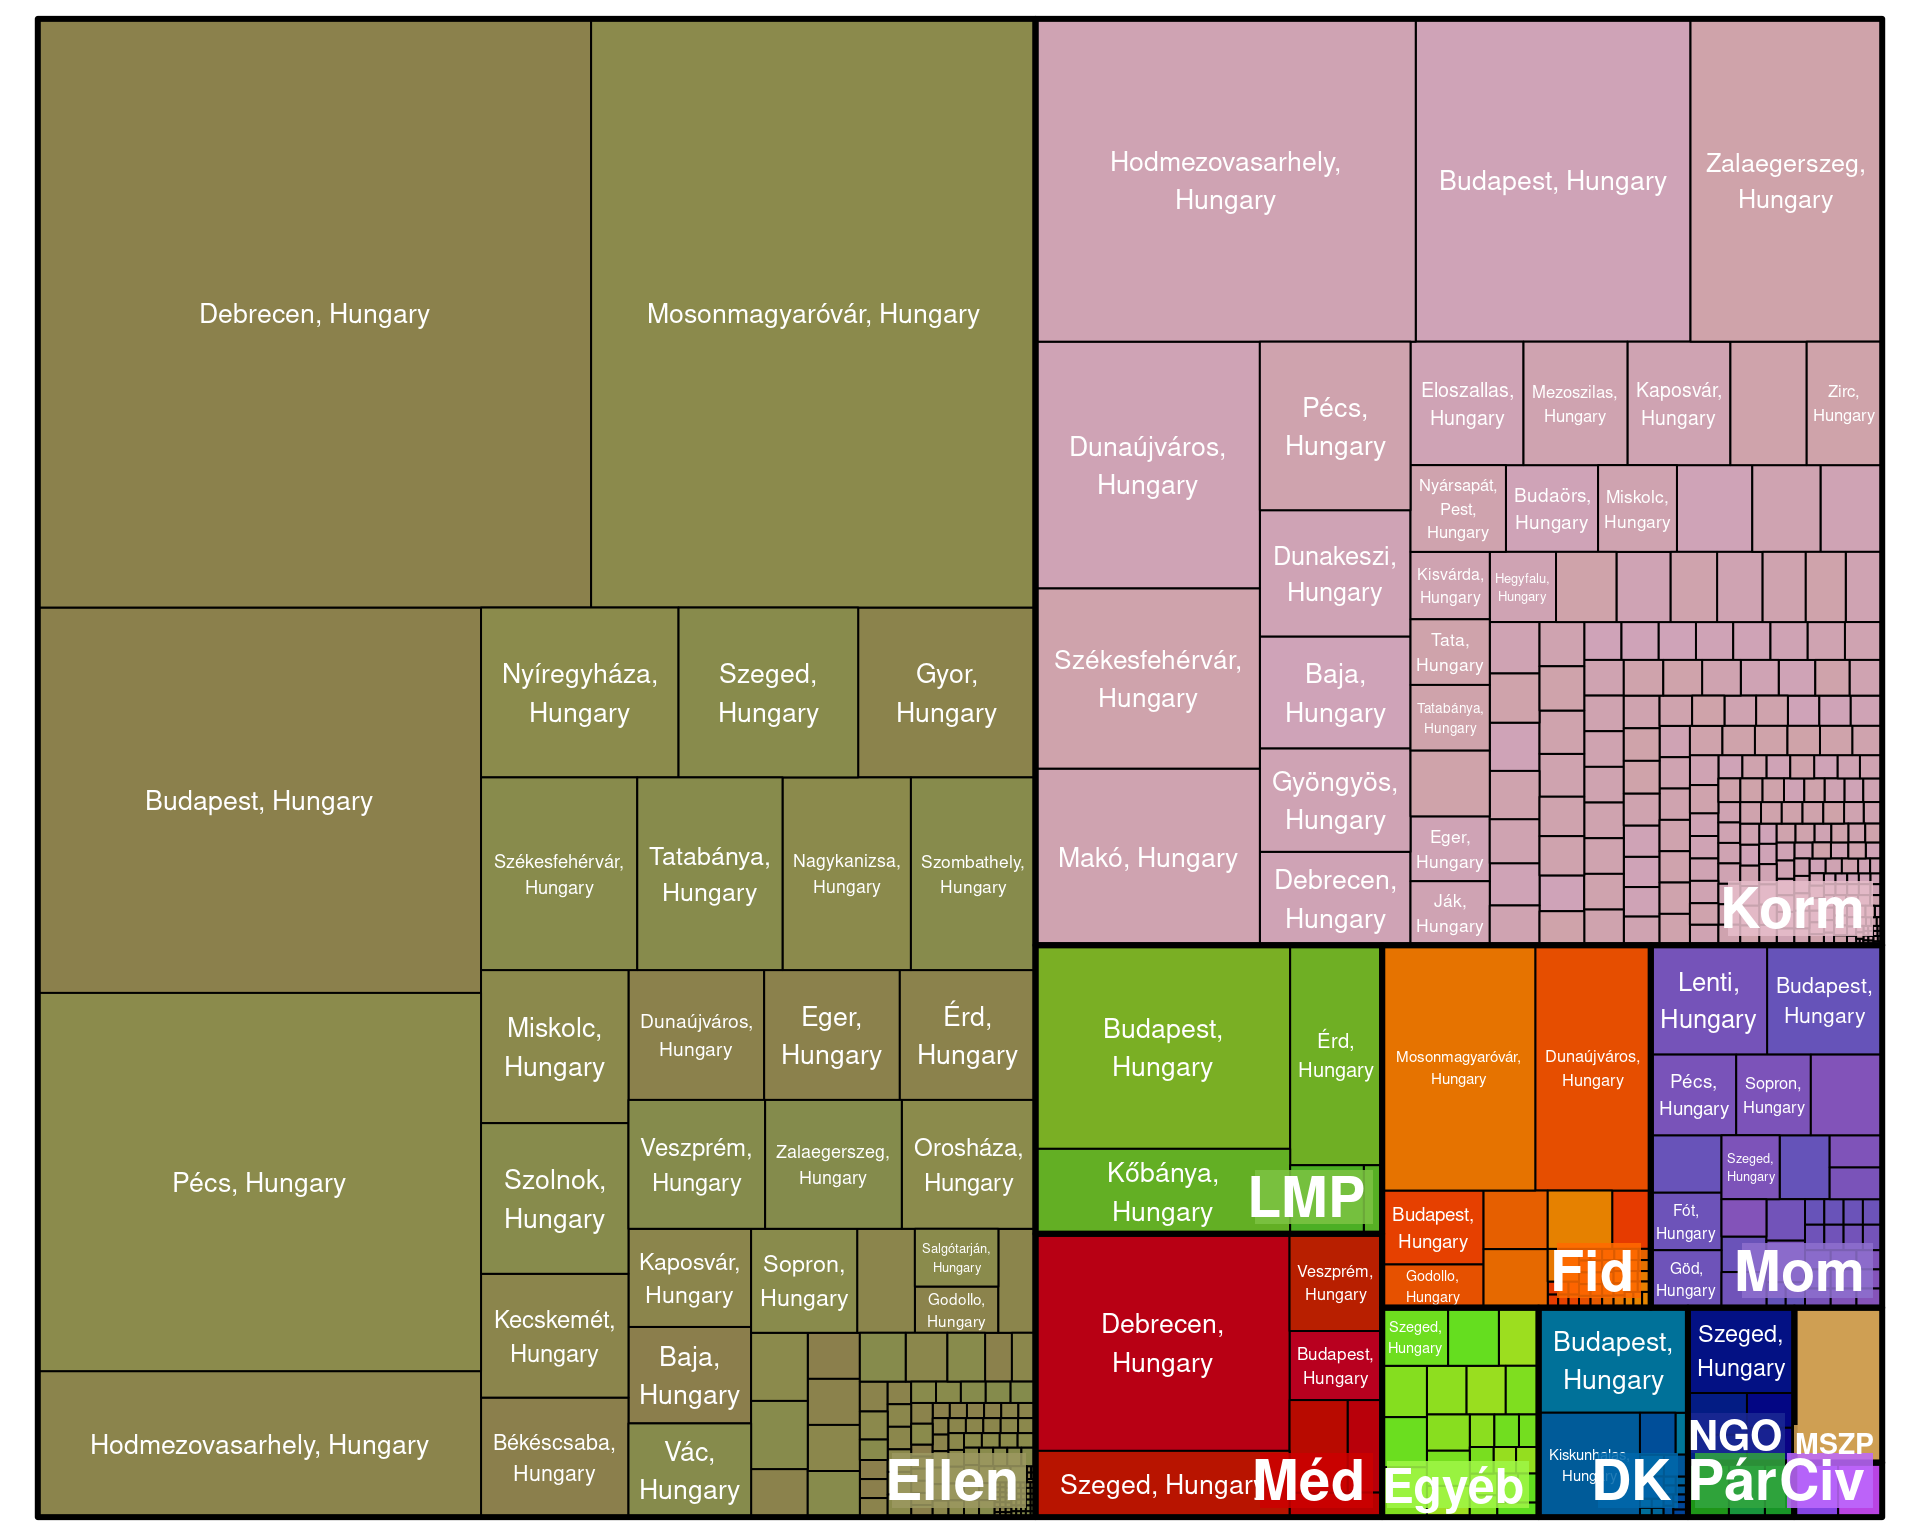 Debrecen, Hungary
Mosonmagyaróvár, Hungary
Budapest, Hungary
Nyíregyháza,
Hungary
Szeged,
Hungary
Gyor,
Hungary
Székesfehérvár,
Hungary
Tatabánya,
Hungary
Nagykanizsa,
Hungary
Szombathely,
Hungary
Pécs, Hungary
Miskolc,
Hungary
Dunaújváros,
Hungary
Eger,
Hungary
Érd,
Hungary
Szolnok,
Hungary
Veszprém,
Hungary
Zalaegerszeg,
Hungary
Orosháza,
Hungary
Kecskemét,
Hungary
Kaposvár,
Hungary
Sopron,
Hungary
Salgótarján,
Hungary
Godollo,
Hungary
Hodmezovasarhely, Hungary
Békéscsaba,
Hungary
Baja,
Hungary
Vác,
Hungary
Ellen
Hodmezovasarhely,
Hungary
Budapest, Hungary
Zalaegerszeg,
Hungary
Dunaújváros,
Hungary
Pécs,
Hungary
Eloszallas,
Hungary
Mezoszilas,
Hungary
Kaposvár,
Hungary
Zirc,
Hungary
Nyársapát,
Pest,
Hungary
Budaörs,
Hungary
Miskolc,
Hungary
Dunakeszi,
Hungary
Kisvárda,
Hungary
Hegyfalu,
Hungary
Székesfehérvár,
Hungary
Baja,
Hungary
Tata,
Hungary
Tatabánya,
Hungary
Makó, Hungary
Gyöngyös,
Hungary
Eger,
Hungary
Debrecen,
Hungary
Ják,
Hungary
Korm
Budapest,
Hungary
Érd,
Hungary
Kőbánya,
Hungary
LMP
Mosonmagyaróvár,
Hungary
Dunaújváros,
Hungary
Budapest,
Hungary
Godollo,
Hungary
Fid
Lenti,
Hungary
Budapest,
Hungary
Pécs,
Hungary
Sopron,
Hungary
Szeged,
Hungary
Fót,
Hungary
Göd,
Hungary
Mom
Debrecen,
Hungary
Veszprém,
Hungary
Budapest,
Hungary
Szeged, Hungary
Méd
Szeged,
Hungary
Egyéb
Budapest,
Hungary
Kiskunhalas,
Hungary
DK
Szeged,
Hungary
NGO
MSZP
Pár
Civ